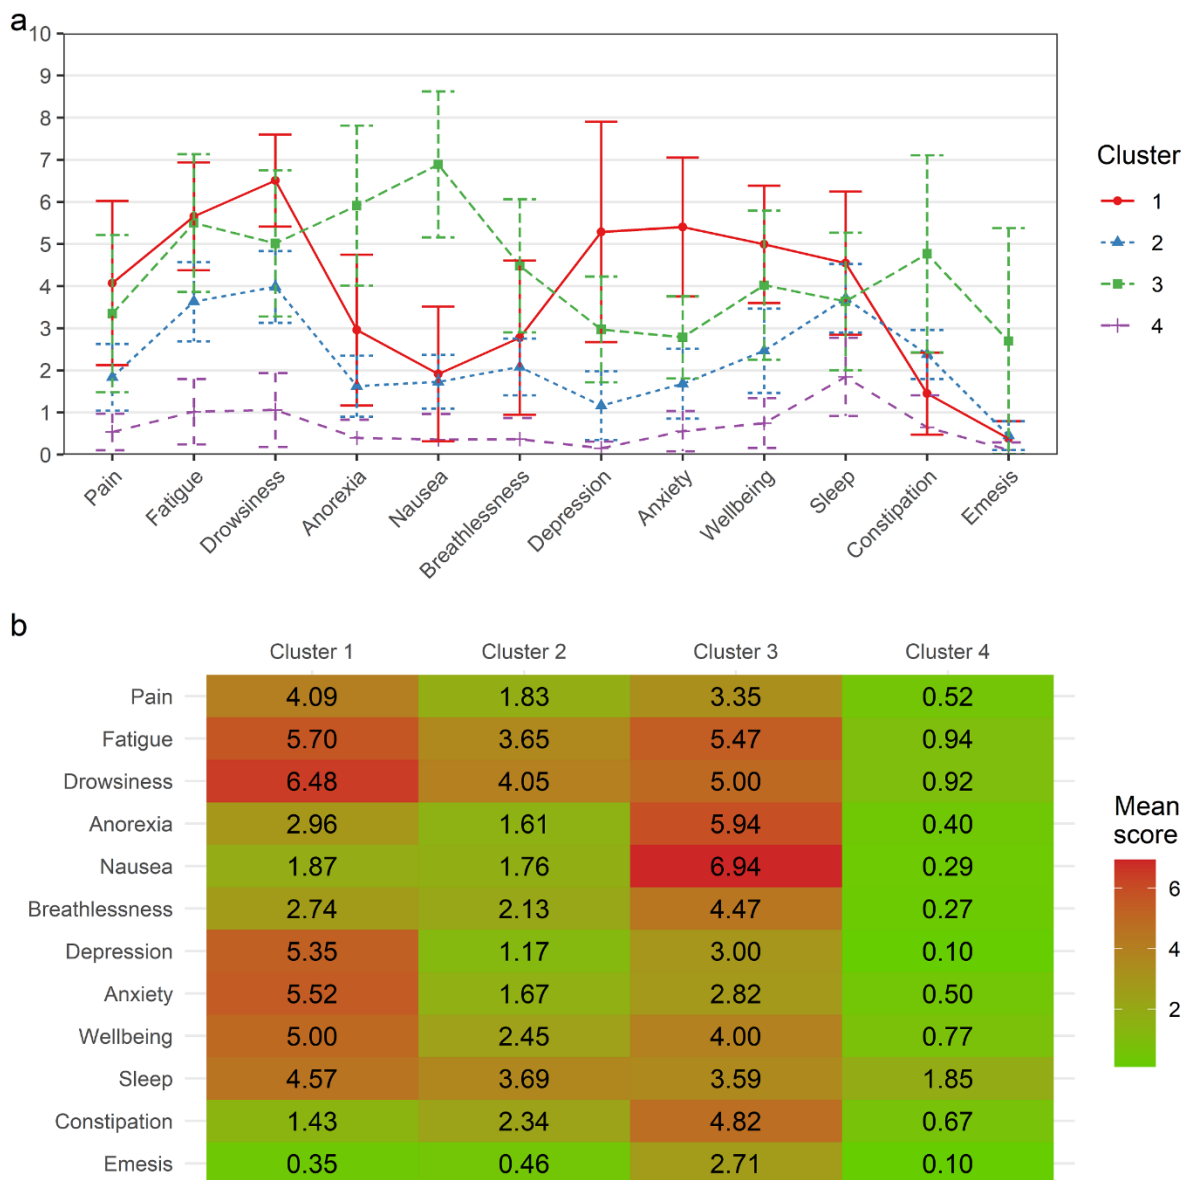 a
10
9
8
7
6
5
4
3
2
1
0
Pain
Fatigue
Drowsiness
Anorexia
Nausea
Breathlessness
Depression
Anxiety
Wellbeing
Sleep
Constipation
Emesis
Cluster
1
2
3
4
b
Cluster 1 Cluster 2 Cluster 3 Cluster 4
Pain 4.09 1.83 3.35 0.52
Fatigue 5.70 3.65 5.47 0.94
Drowsiness 6.48 4.05 5.00 0.92
Anorexia 2.96 1.61 5.94 0.40
Nausea 1.87 1.76 6.94 0.29
Breathlessness 2.74 2.13 4.47 0.27
Depression 5.35 1.17 3.00 0.10
Anxiety 5.52 1.67 2.82 0.50
Wellbeing 5.00 2.45 4.00 0.77
Sleep 4.57 3.69 3.59 1.85
Constipation 1.43 2.34 4.82 0.67
Emesis 0.35 0.46 2.71 0.10
Mean
score
6
4
2